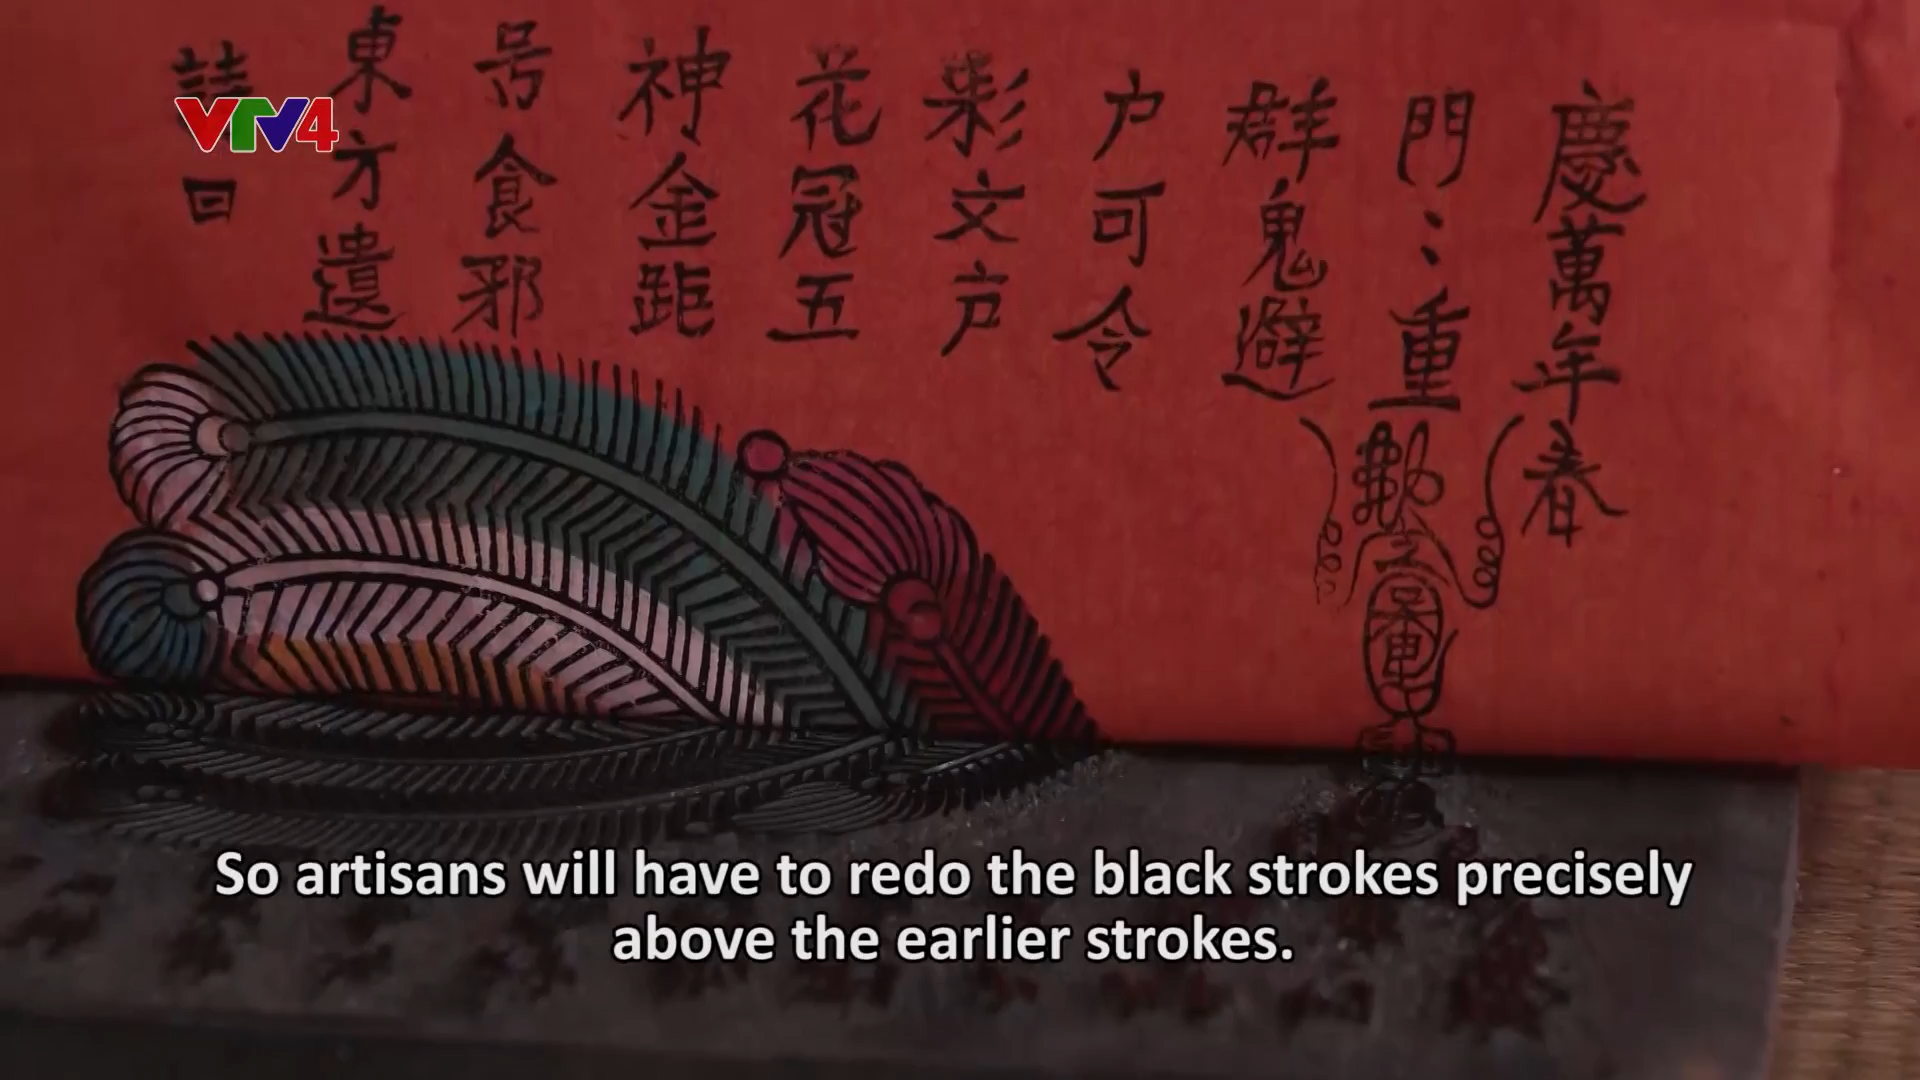 VTV4
詩曰
東方遺
号食邪
神金距
花冠五
彩文户
户可令
群鬼避
門〻重
慶萬年春
So artisans will have to redo the black strokes precisely
above the earlier strokes.